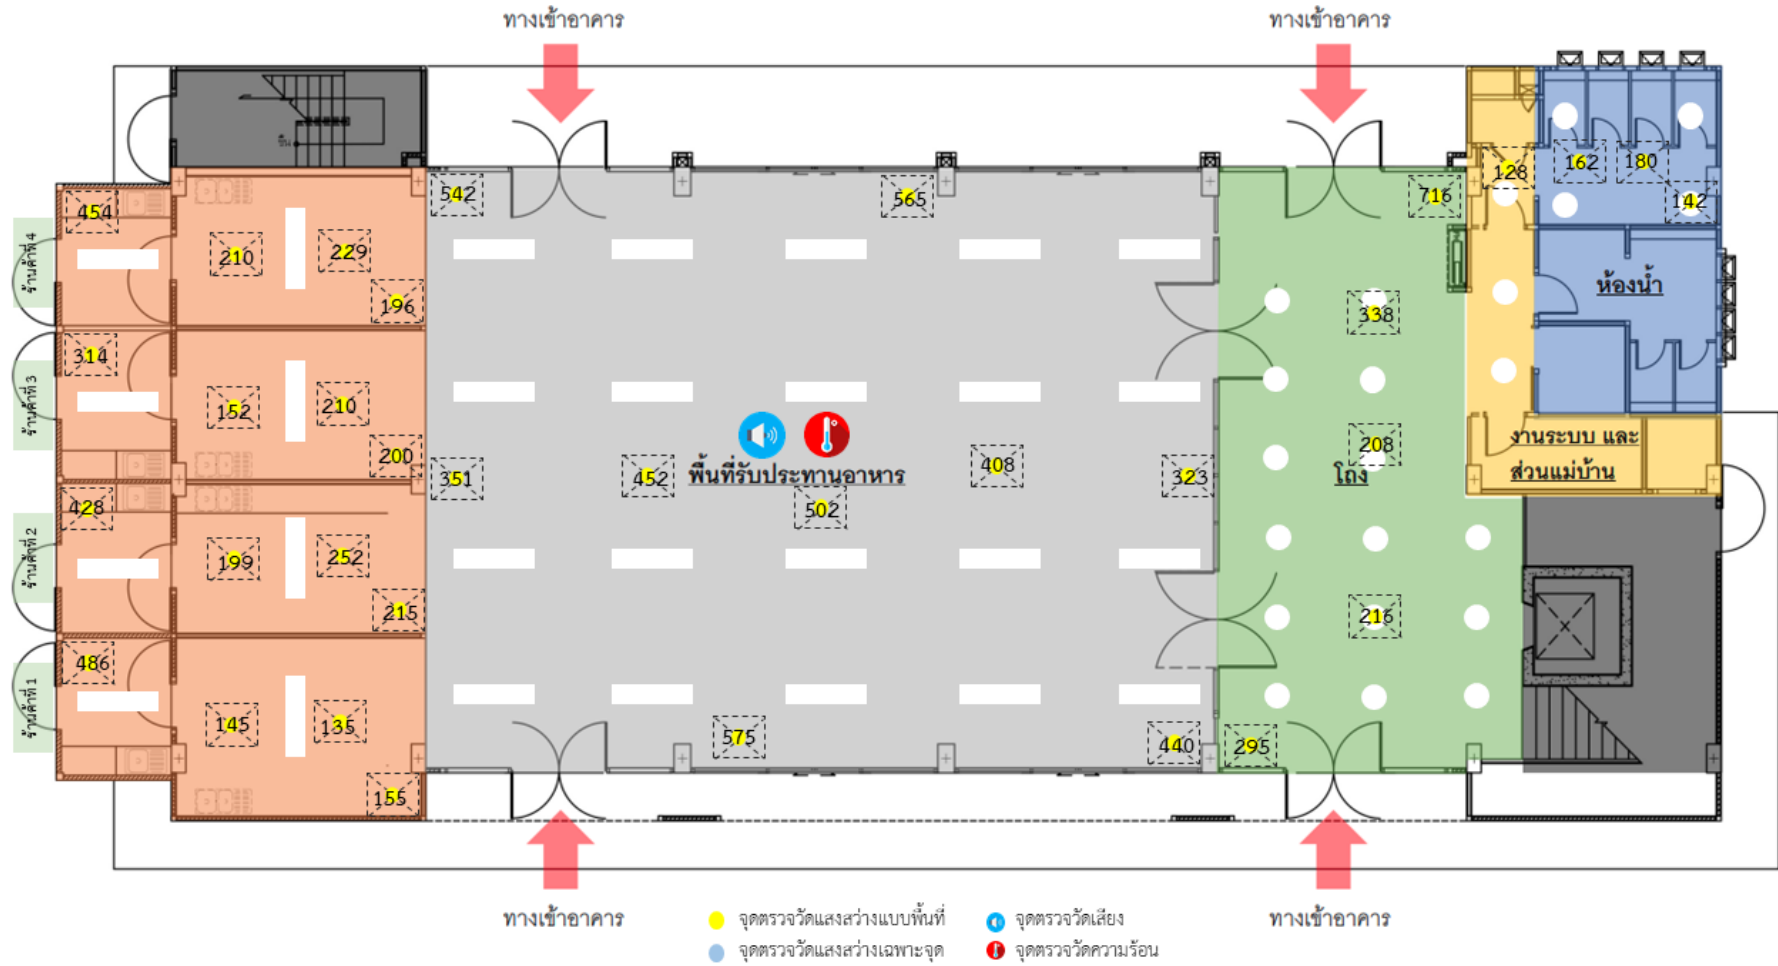 ทางเข้าอาคาร
ทางเข้าอาคาร
ร้านค้าที่ 4
454
210
229
196
542
565
716
338
128
162
180
142
ห้องน้ำ
ร้านค้าที่ 3
314
152
210
200
351
452
พื้นที่รับประทานอาหาร
502
408
323
208
โถง
งานระบบ และ
ส่วนแม่บ้าน
ร้านค้าที่ 2
428
199
252
215
216
ร้านค้าที่ 1
486
145
135
155
575
440
295
ทางเข้าอาคาร
ทางเข้าอาคาร
จุดตรวจวัดแสงสว่างแบบพื้นที่
จุดตรวจวัดเสียง
จุดตรวจวัดแสงสว่างเฉพาะจุด
จุดตรวจวัดความร้อน